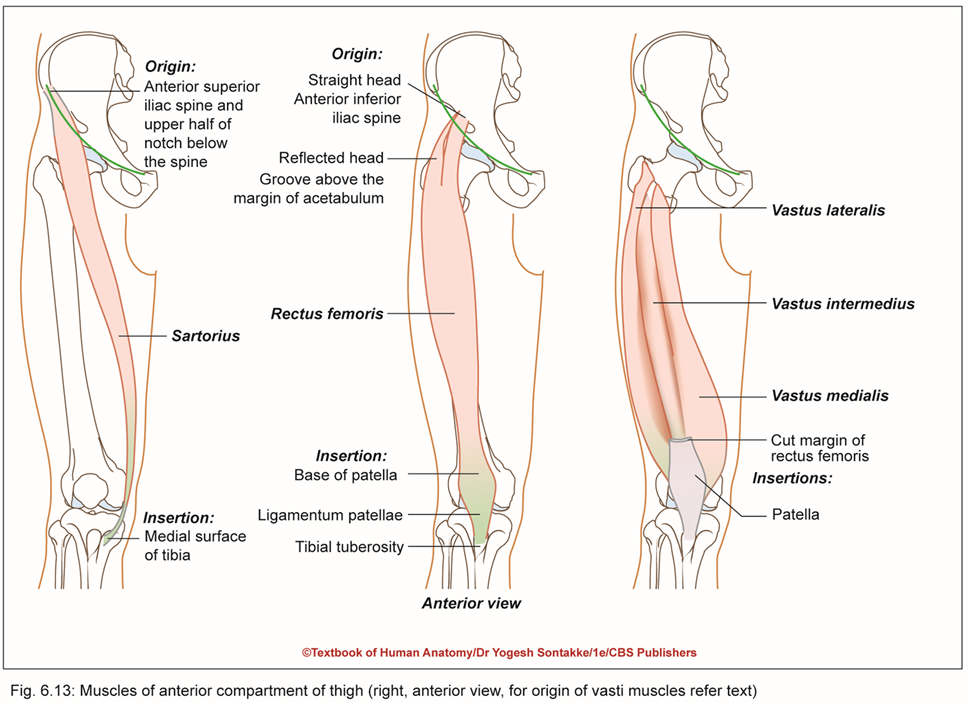 Origin:
Anterior superior
iliac spine and
upper half of
notch below
the spine
Sartorius
Insertion:
Medial surface
of tibia
Origin:
Straight head
Anterior inferior
iliac spine
Reflected head
Groove above the
margin of acetabulum
Rectus femoris
Insertion:
Base of patella
Ligamentum patellae
Tibial tuberosity
Anterior view
Vastus lateralis
Vastus intermedius
Vastus medialis
Cut margin of
rectus femoris
Insertions:
Patella
©Textbook of Human Anatomy/Dr Yogesh Sontakke/1e/CBS Publishers
Fig. 6.13: Muscles of anterior compartment of thigh (right, anterior view, for origin of vasti muscles refer text)